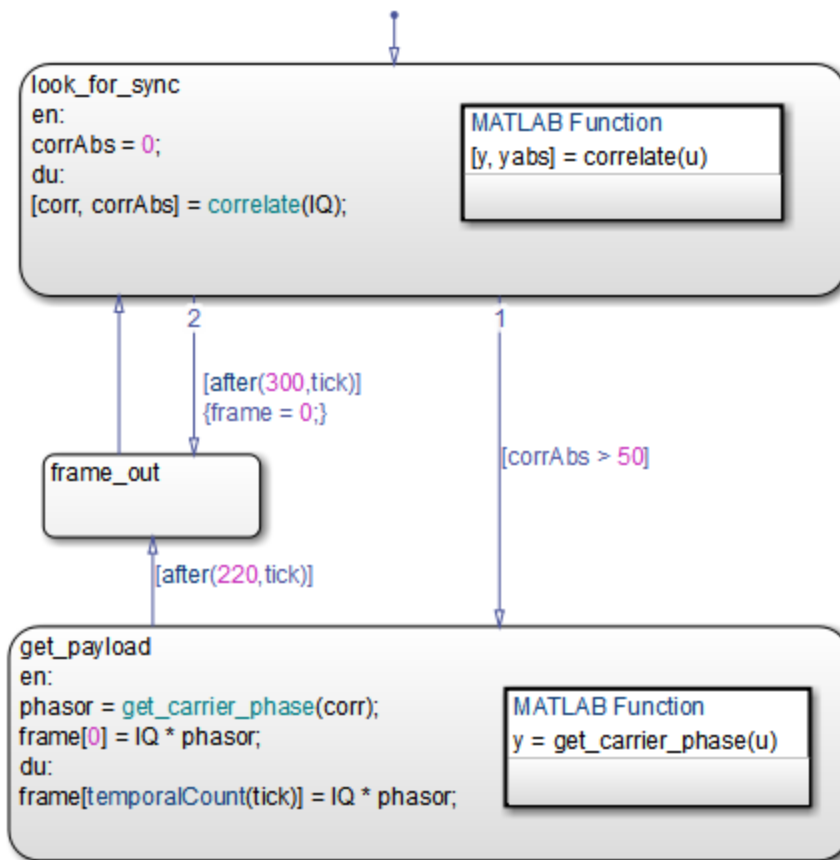 look_for_sync
en:
corrAbs = 0;
du:
[corr, corrAbs] = correlate(IQ);
MATLAB Function
[y, yabs] = correlate(u)
2
1
[after(300,tick)]
{frame = 0;}
[corrAbs > 50]
frame_out
[after(220,tick)]
get_payload
en:
phasor = get_carrier_phase(corr);
frame[0] = IQ * phasor;
du:
frame[temporalCount(tick)] = IQ * phasor;
MATLAB Function
y = get_carrier_phase(u)